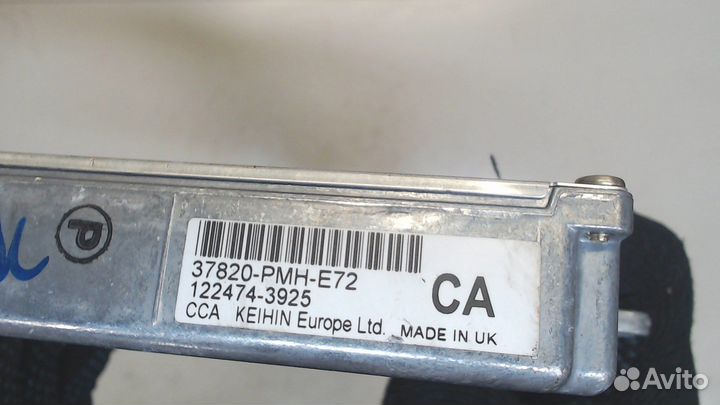 P
37820-PMH-E72
122474-3925
CA
CCA KEIHIN Europe Ltd. MADE IN UK
Avito